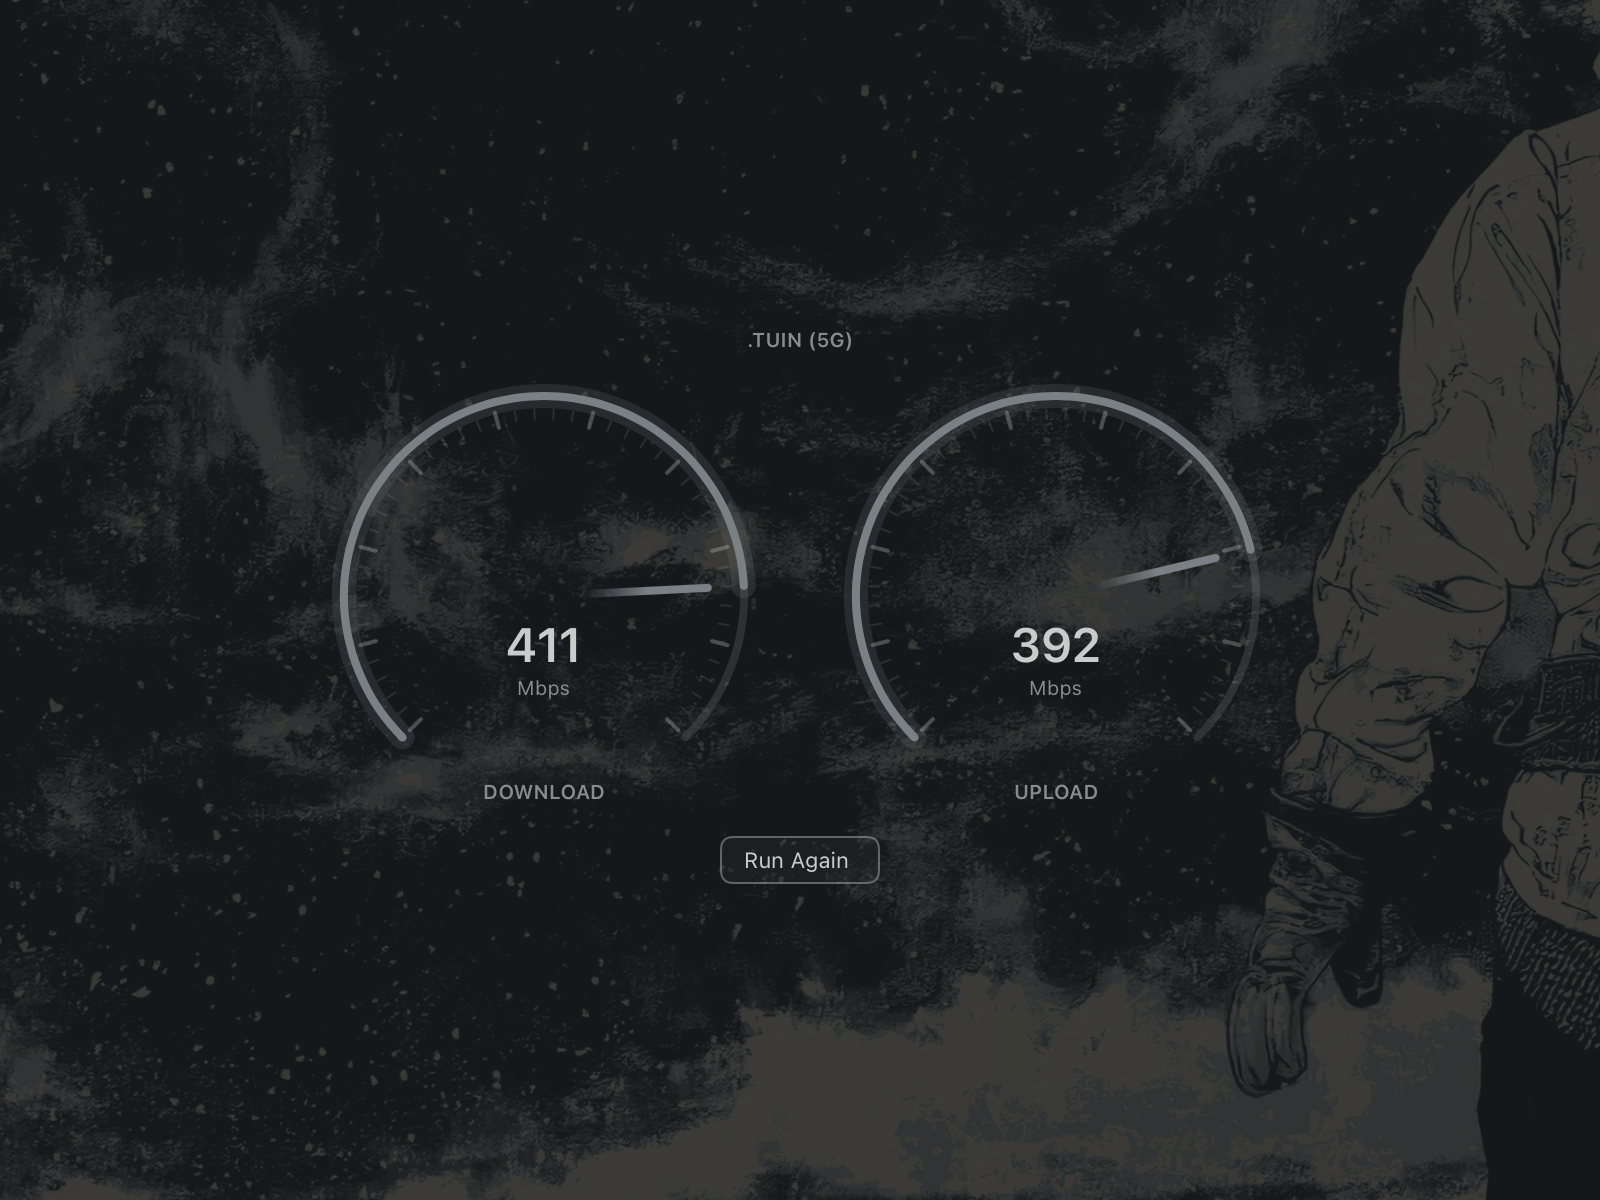 .TUIN (5G)
411
Mbps
DOWNLOAD
392
Mbps
UPLOAD
Run Again